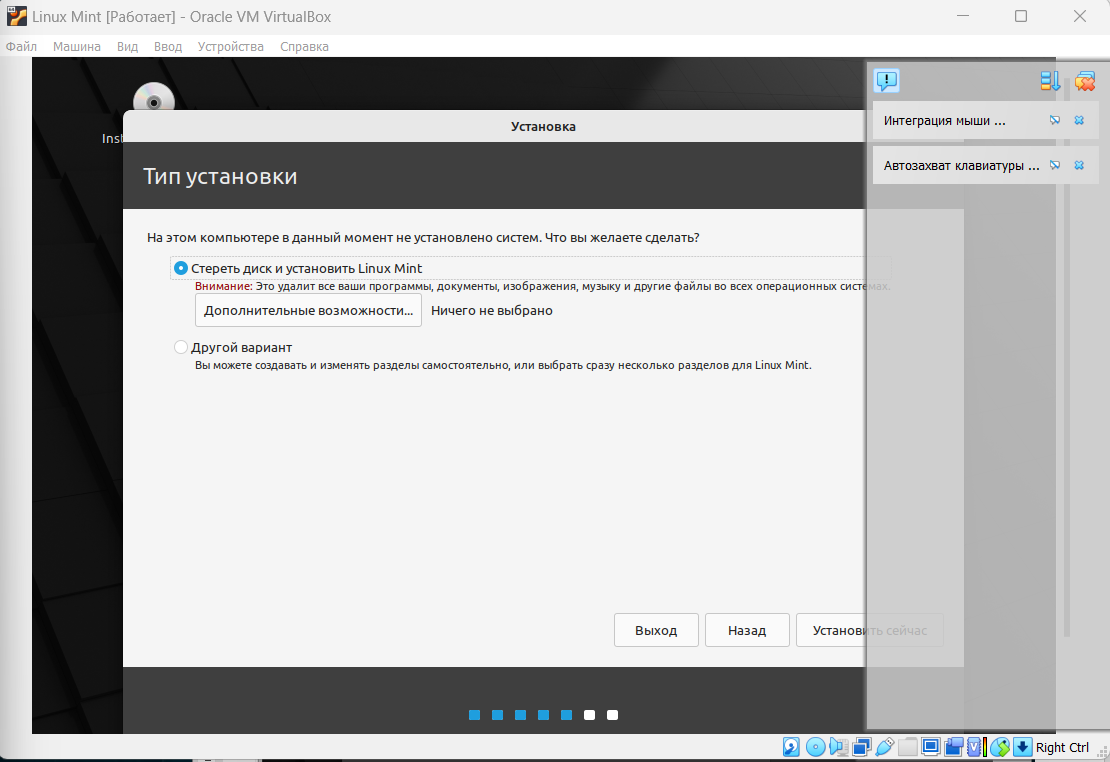 Linux Mint [Работает] - Oracle VM VirtualBox
Файл Машина Вид Ввод Устройства Справка
Inst
Установка
Интеграция мыши ...
Автозахват клавиатуры ...
Тип установки
На этом компьютере в данный момент не установлено систем. Что вы желаете сделать?
Стереть диск и установить Linux Mint
Внимание: Это удалит все ваши программы, документы, изображения, музыку и другие файлы во всех операционных системах.
Дополнительные возможности... Ничего не выбрано
Другой вариант
Вы можете создавать и изменять разделы самостоятельно, или выбрать сразу несколько разделов для Linux Mint.
Выход Назад Установить сейчас
Right Ctrl